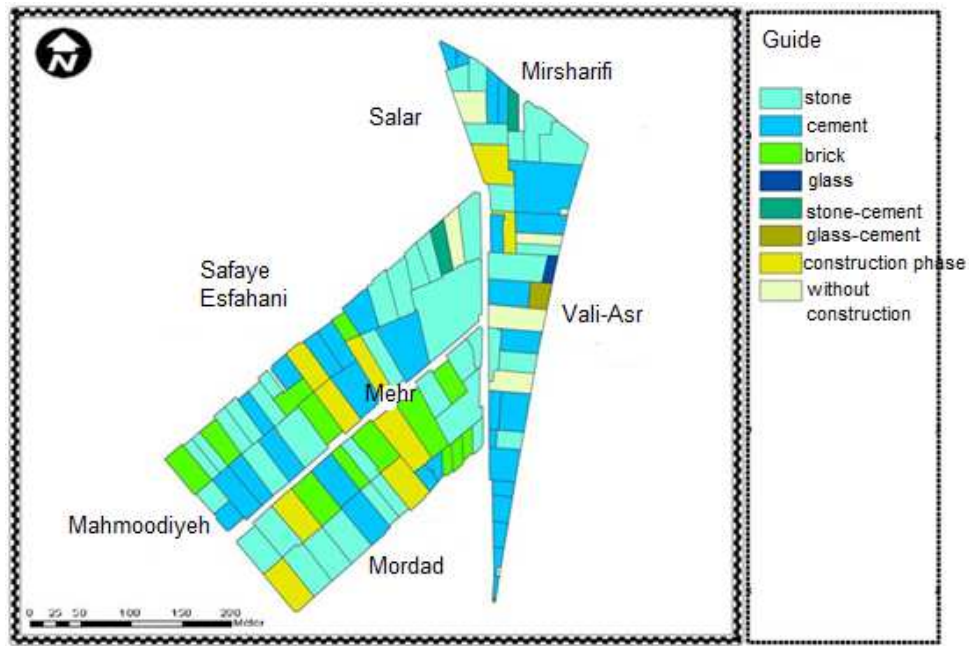 N
Mirsharifi
Salar
Safaye
Esfahani
Vali-Asr
Mehr
Mahmoodiyeh
Mordad
0 25 50 100 150 200
Meter
Guide
stone
cement
brick
glass
stone-cement
glass-cement
construction phase
without
construction